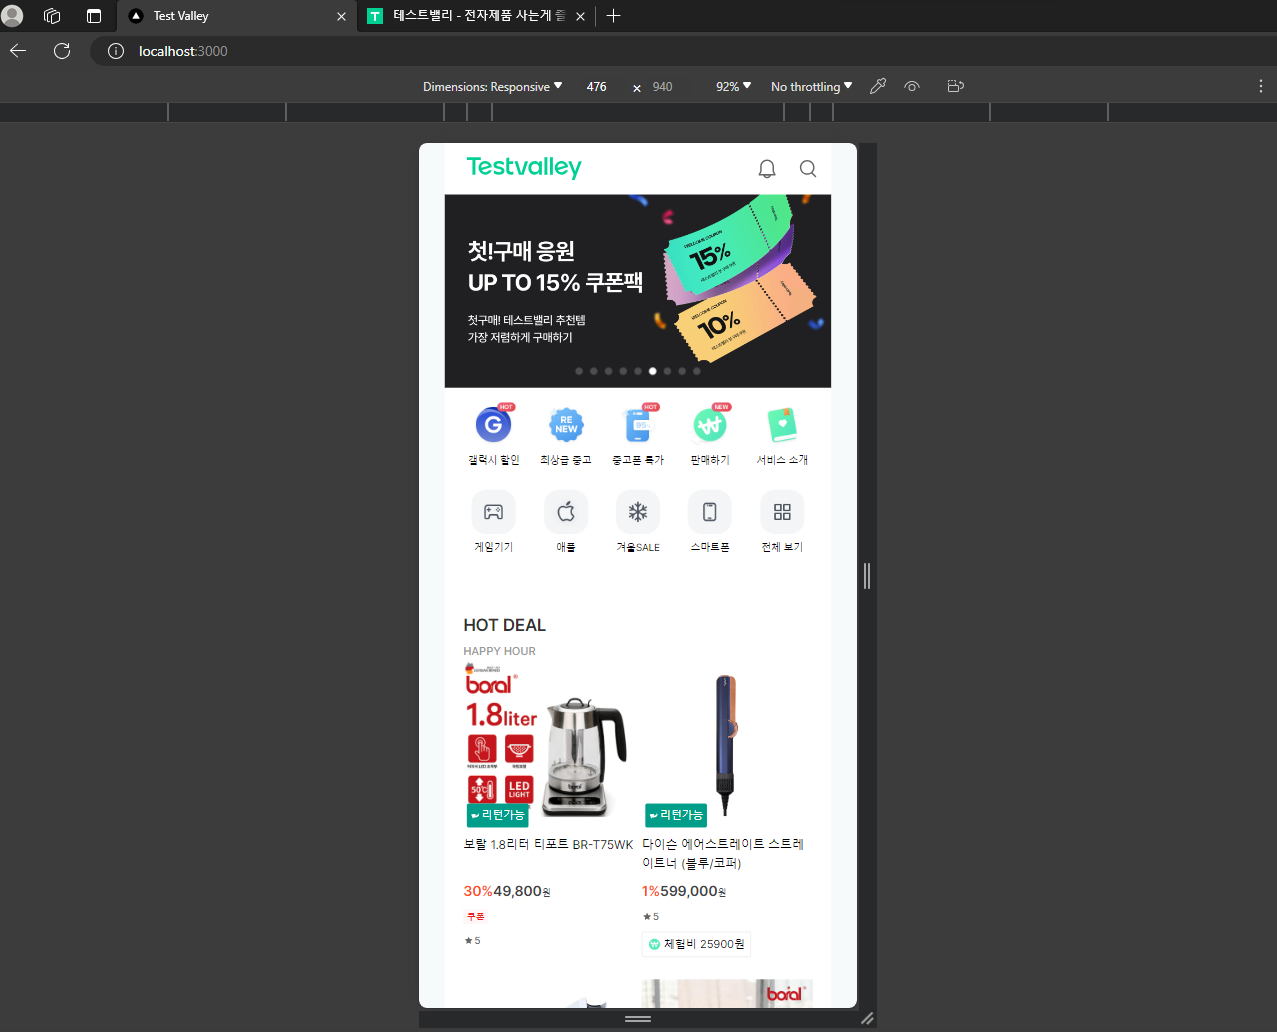 Test Valley
테스트밸리 - 전자제품 사는게 즐
localhost:3000
Dimensions: Responsive
476
×
940
92%
No throttling
Testvalley
첫!구매 응원
UP TO 15% 쿠폰팩
첫구매! 테스트밸리 추천템
가장 저렴하게 구매하기
WELCOME COUPON
15%
WELCOME COUPON
10%
HOT
HOT
NEW
G
RE
NEW
95
갤럭시 할인
최상급 중고
중고폰 특가
판매하기
서비스 소개
게임기기
애플
겨울SALE
스마트폰
전체 보기
HOT DEAL
HAPPY HOUR
boral
1.8liter
50℃
LED
LIGHT
boral
리턴가능
리턴가능
보랄 1.8리터 티포트 BR-T75WK
다이슨 에어스트레이트 스트레
이트너 (블루/코퍼)
30%49,800원
1%599,000원
쿠폰
★ 5
★ 5
체험비 25900원
boral